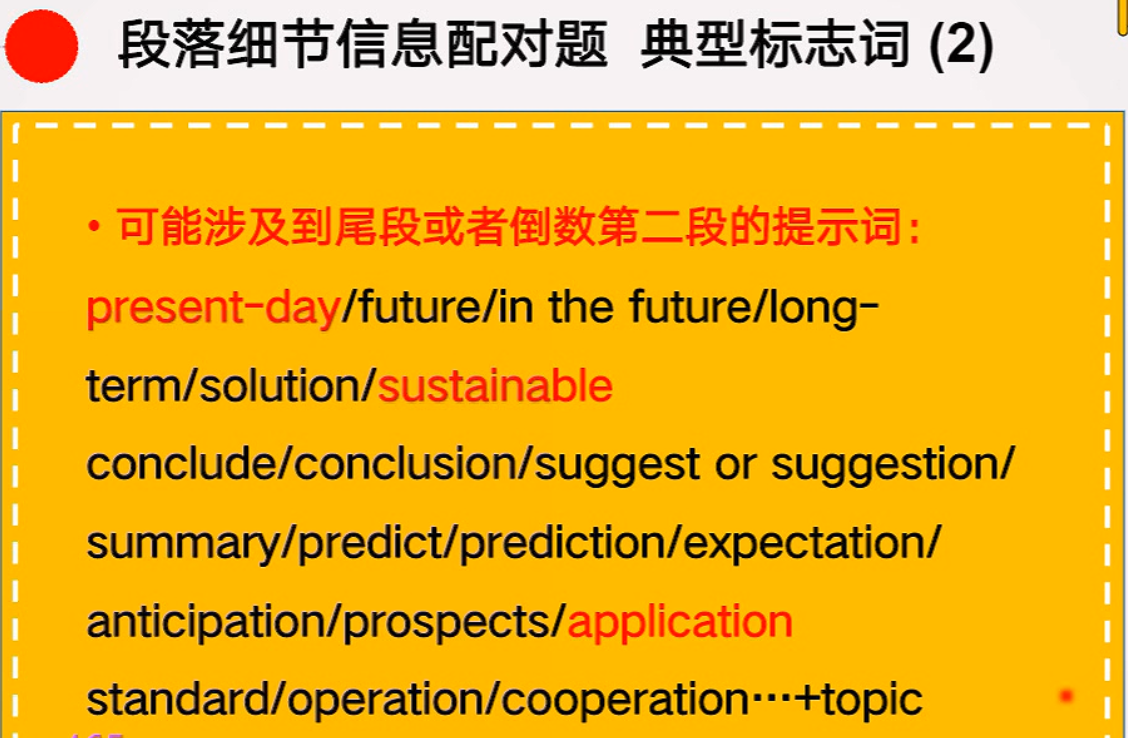 段落细节信息配对题 典型标志词 (2)
• 可能涉及到尾段或者倒数第二段的提示词：
present-day/future/in the future/long-
term/solution/sustainable
conclude/conclusion/suggest or suggestion/
summary/predict/prediction/expectation/
anticipation/prospects/application
standard/operation/cooperation…+topic